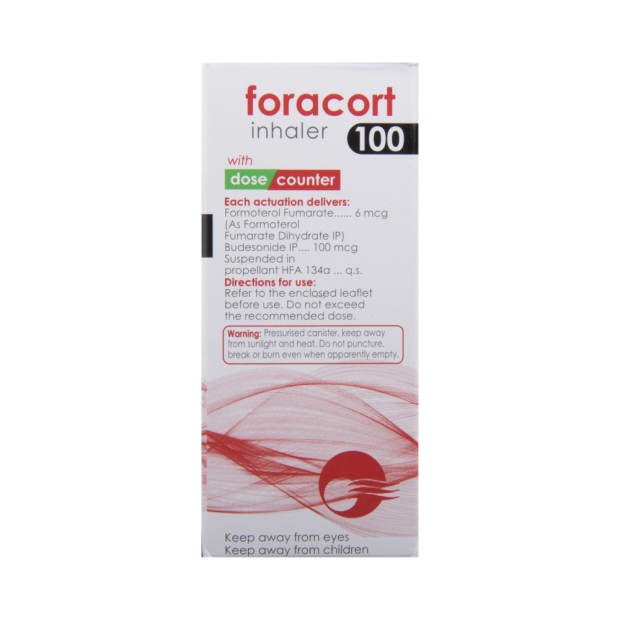 foracort
inhaler 100
with
dose counter
Each actuation delivers:
Formoterol Fumarate...... 6 mcg
(As Formoterol
Fumarate Dihydrate IP)
Budesonide IP.... 100 mcg
Suspended in
propellant HFA 134a ... q.s.
Directions for use:
Refer to the enclosed leaflet
before use. Do not exceed
the recommended dose.
Warning: Pressurised canister, keep away
from sunlight and heat. Do not puncture,
break or burn even when apparently empty.
Keep away from eyes
Keep away from children